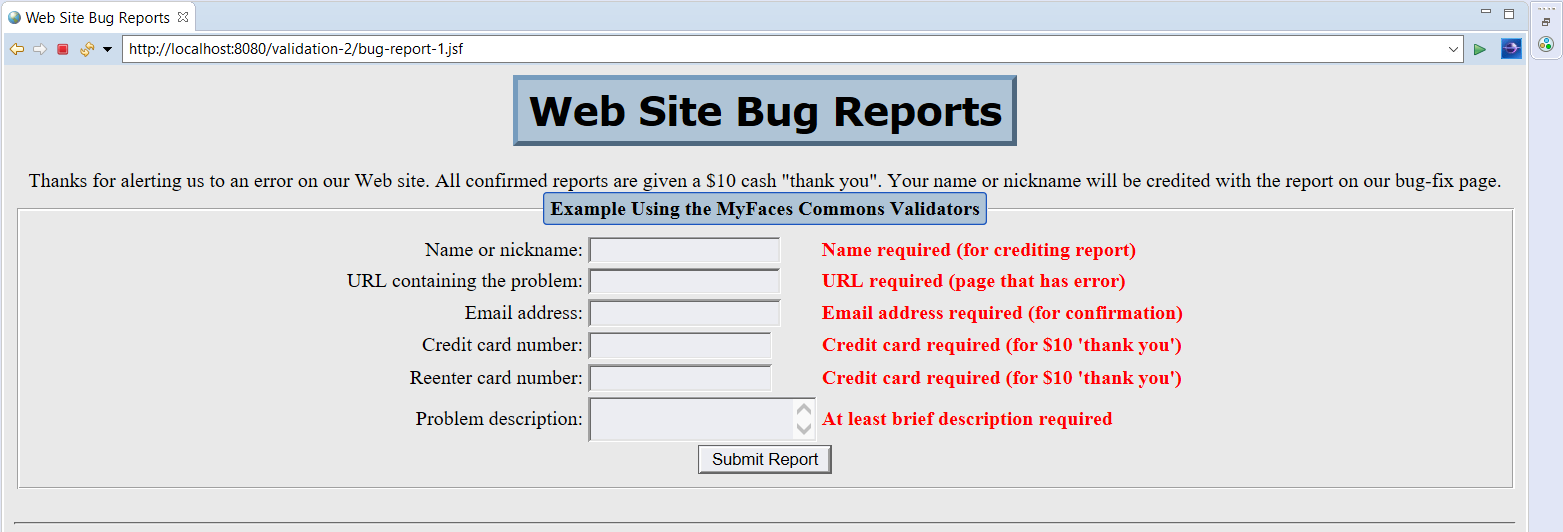 Web Site Bug Reports
http://localhost:8080/validation-2/bug-report-1.jsf
Web Site Bug Reports
Thanks for alerting us to an error on our Web site. All confirmed reports are given a $10 cash "thank you". Your name or nickname will be credited with the report on our bug-fix page.
Example Using the MyFaces Commons Validators
Name or nickname: Name required (for crediting report)
URL containing the problem: URL required (page that has error)
Email address: Email address required (for confirmation)
Credit card number: Credit card required (for $10 'thank you')
Reenter card number: Credit card required (for $10 'thank you')
Problem description: At least brief description required
Submit Report